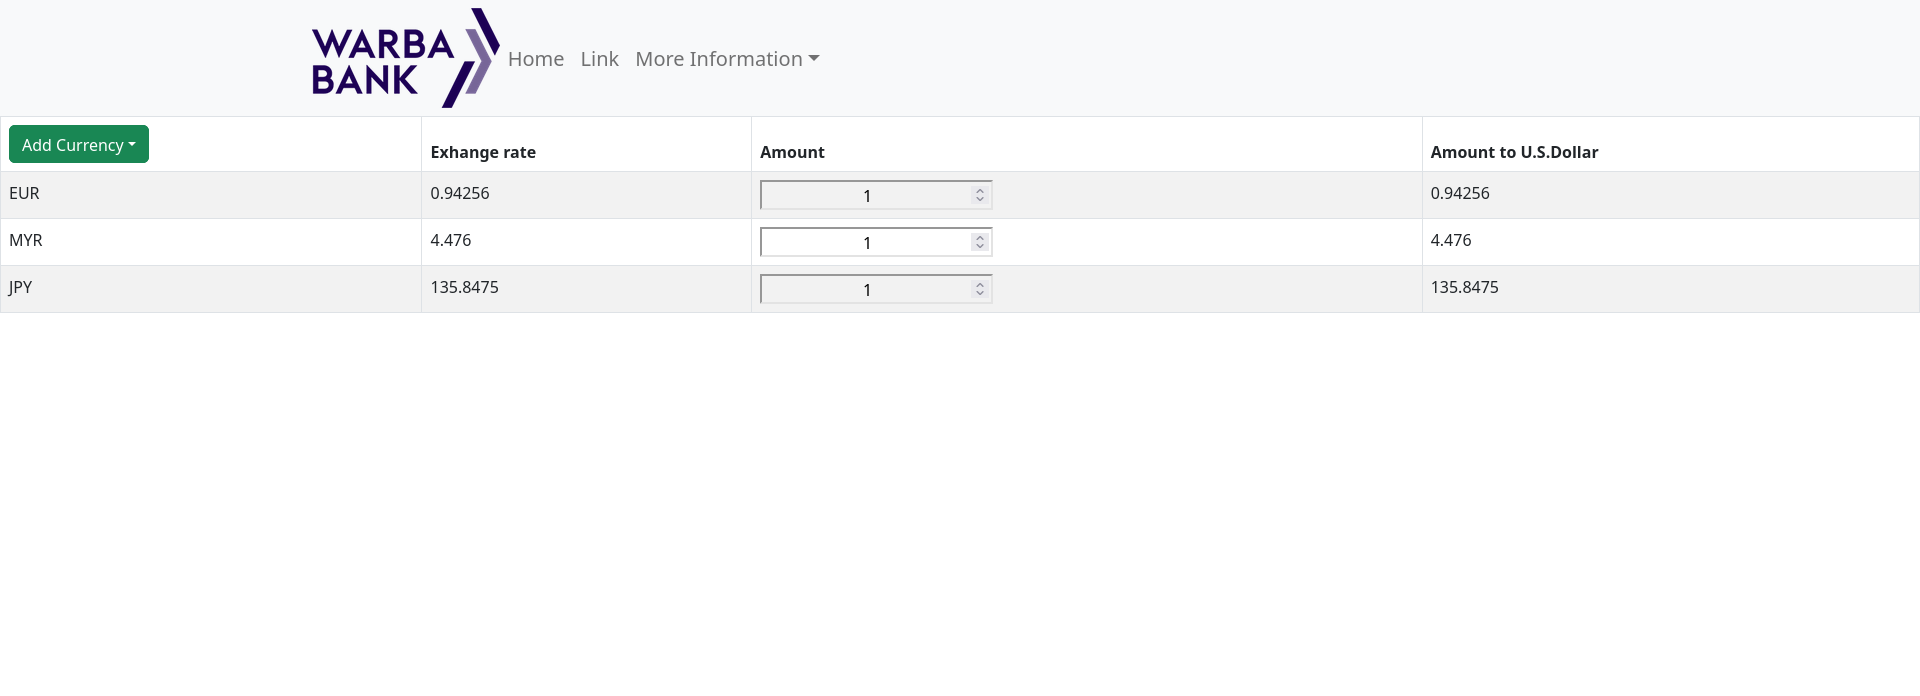 WARBA
BANK
Home Link More Information
Add Currency Exhange rate Amount Amount to U.S.Dollar
EUR 0.94256 1 0.94256
MYR 4.476 1 4.476
JPY 135.8475 1 135.8475